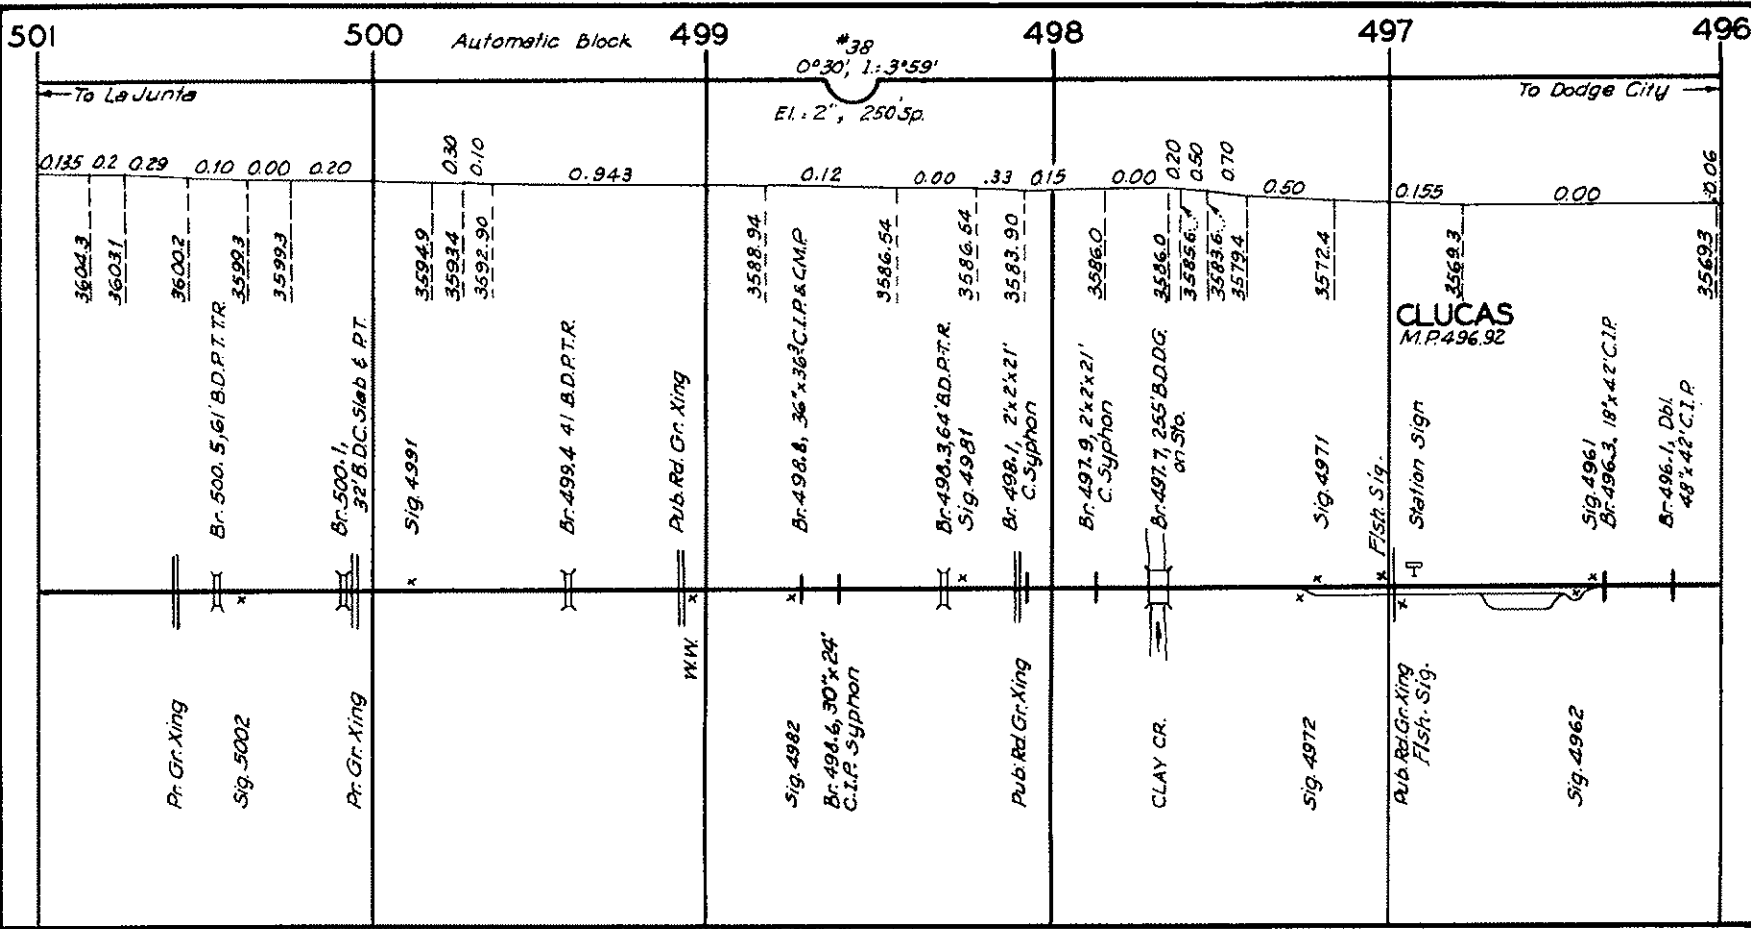 501
500
Automatic Block
499
#38
0°30', I.: 3°59'
El.: 2", 250' Sp.
498
497
496
To La Junta
To Dodge City
0.135 0.2 0.29 0.10 0.00 0.20 0.30 0.10 0.943 0.12 0.00 .33 0.15 0.00 0.20 0.50 0.70 0.50 0.155 0.00 0.06
3604.3
3603.1
3600.2
3599.3
3599.3
3594.9
3593.4
3592.90
3588.94
3586.54
3586.54
3583.90
3586.0
3586.0
3585.6
3583.6
3579.4
3572.4
3569.3
3569.3
CLUCAS
M.P. 496.92
Br. 500.5, 61' B.D.P.T.T.R.
Br. 500.1,
32' B.D.C. Slab & P.T.
Sig. 4991
Br. 499.4 41 B.D.P.T.R.
Pub. Rd. Gr. Xing
Br. 498.8, 36" x 36' C.I.P. & C.M.P.
Br. 498.3, 64' B.D.P.T.R.
Sig. 4981
Br. 498.1, 2'x2'x21'
C. Syphon
Br. 497.9, 2'x2'x21'
C. Syphon
Br. 497.7, 255' B.D.D.G.
on Sto.
Sig. 4971
Flsh. Sig.
Station Sign
Sig. 4961
Br. 496.3, 18" x 42' C.I.P.
Br. 496.1, Dbl.
48" x 42' C.I.P.
Pr. Gr. Xing
Sig. 5002
Pr. Gr. Xing
W.W.
Sig. 4982
Br. 498.6, 30" x 24'
C.I.P. Syphon
Pub. Rd. Gr. Xing
CLAY CR.
Sig. 4972
Pub. Rd. Gr. Xing
Flsh. Sig.
Sig. 4962